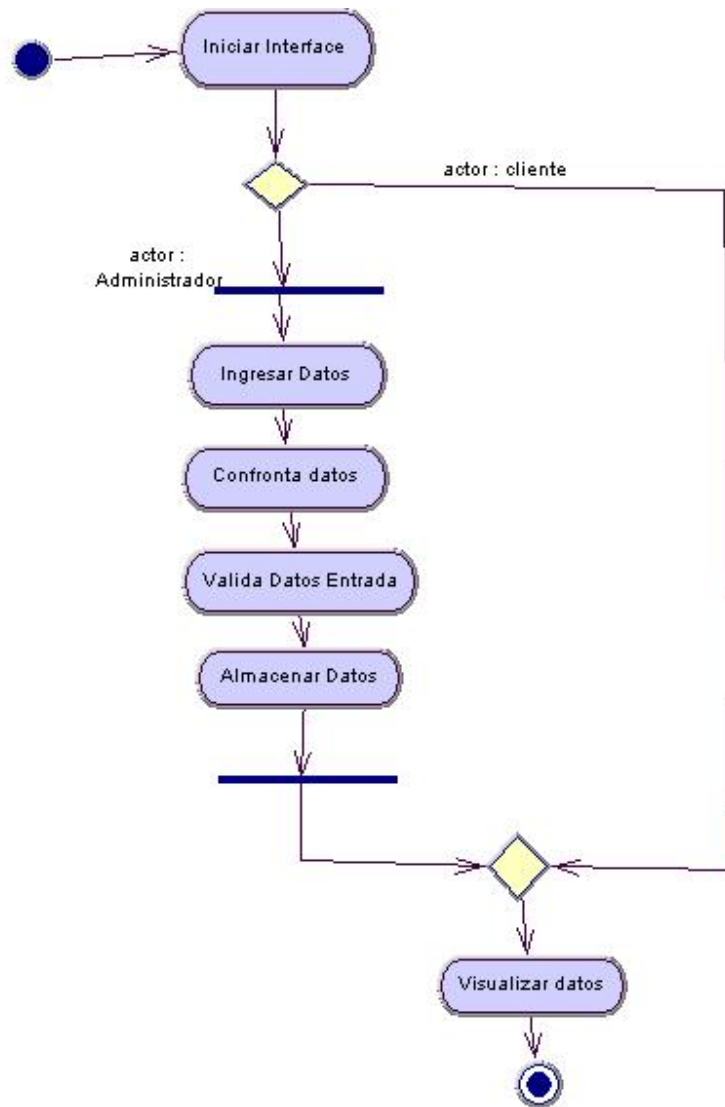 Iniciar Interface
actor : cliente
actor :
Administrador
Ingresar Datos
Confronta datos
Valida Datos Entrada
Almacenar Datos
Visualizar datos